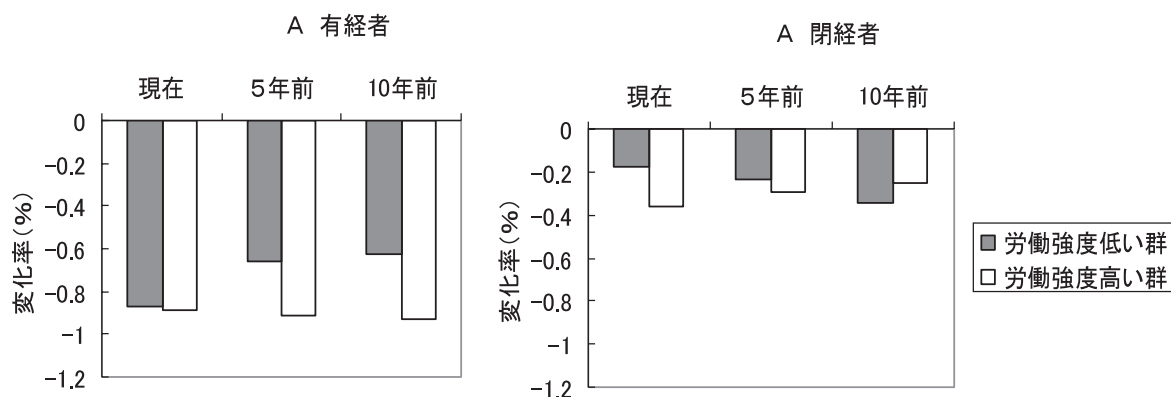 A 有経者
現在 5年前 10年前
0
-0.2
-0.4
-0.6
-0.8
-1
-1.2
変化率(%)
A 閉経者
現在 5年前 10年前
0
-0.2
-0.4
-0.6
-0.8
-1
-1.2
変化率(%)
労働強度低い群
労働強度高い群